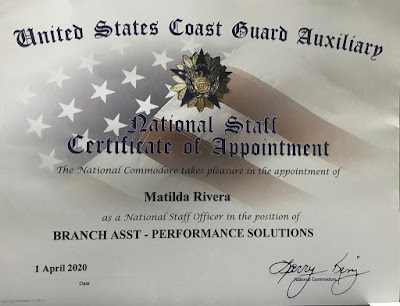 United States Coast Guard Auxiliary
National Staff
Certificate of Appointment
The National Commodore takes pleasure in the appointment of
Matilda Rivera
as a National Staff Officer in the position of
BRANCH ASST - PERFORMANCE SOLUTIONS
1 April 2020
Date
Larry King
National Commodore